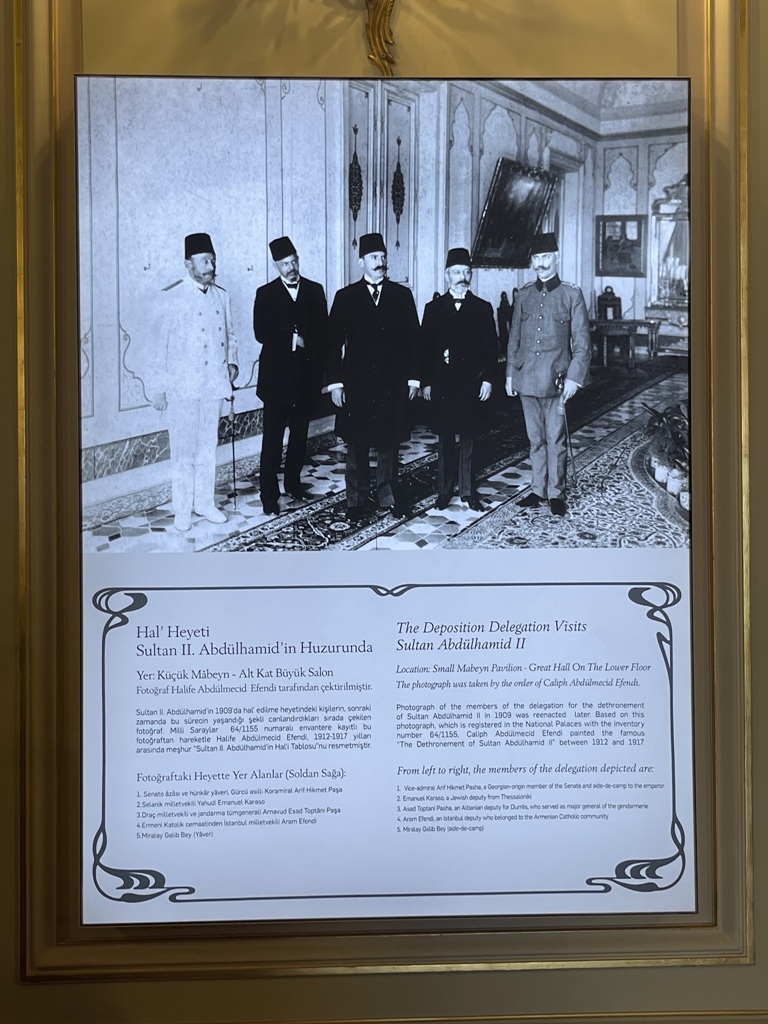 Hal' Heyeti
Sultan II. Abdülhamid'in Huzurunda
Yer: Küçük Mâbeyn - Alt Kat Büyük Salon
Fotoğraf Halife Abdülmecid Efendi tarafından çektirilmiştir.
Sultan II. Abdülhamid'in 1909'da hal' edilme heyetindeki kişilerin, sonraki
zamanda bu sürecin yaşandığı şekli canlandırdıkları sırada çekilen
fotoğraf. Milli Saraylar 64/1155 numaralı envantere kayıtlı bu
fotoğraftan hareketle Halife Abdülmecid Efendi, 1912-1917 yılları
arasında meşhur "Sultan II. Abdülhamid'in Hal'i Tablosu"nu resmetmiştir.
Fotoğraftaki Heyette Yer Alanlar (Soldan Sağa):
1. Senato âzâsı ve hünkâr yâveri, Gürcü asıllı Koramiral Arif Hikmet Paşa
2.Selanik milletvekili Yahudi Emanuel Karaso
3.Draç milletvekili ve jandarma tümgenerali Arnavud Esad Toptâni Paşa
4.Ermeni Katolik cemaatinden İstanbul milletvekili Aram Efendi
5.Miralay Galib Bey (Yâver)
The Deposition Delegation Visits
Sultan Abdülhamid II
Location: Small Mabeyn Pavilion - Great Hall On The Lower Floor
The photograph was taken by the order of Caliph Abdülmecid Efendi.
Photograph of the members of the delegation for the dethronement
of Sultan Abdülhamid II in 1909 was reenacted later. Based on this
photograph, which is registered in the National Palaces with the inventory
number 64/1155, Caliph Abdülmecid Efendi painted the famous
"The Dethronement of Sultan Abdülhamid II" between 1912 and 1917.
From left to right, the members of the delegation depicted are:
1. Vice-admiral Arif Hikmet Pasha, a Georgian-origin member of the Senate and aide-de-camp to the emperor
2. Emanuel Karaso, a Jewish deputy from Thessaloniki
3. Asad Toptani Pasha, an Albanian deputy for Durrës, who served as major general of the gendarmerie
4. Aram Efendi, an Istanbul deputy who belonged to the Armenian Catholic community
5. Miralay Galib Bey (aide-de-camp)